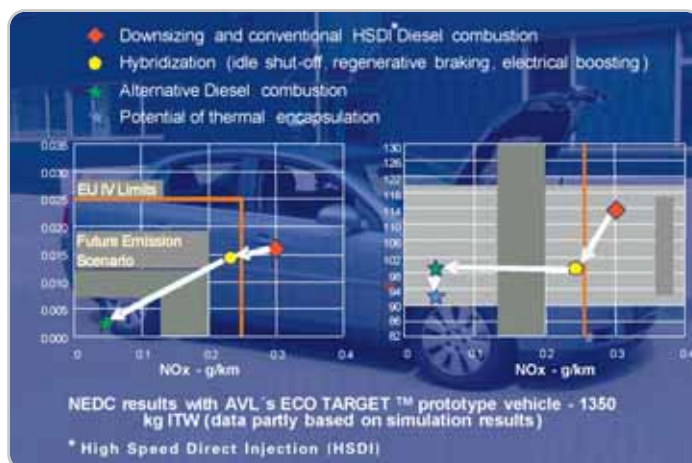 Downsizing and conventional HSDI*Diesel combustion
Hybridization (idle shut-off, regenerative braking, electrical boosting)
Alternative Diesel combustion
Potential of thermal encapsulation
0.035
0.030
0.025
0.020
0.015
0.010
0.005
0.000
EU IV Limits
Future Emission
Scenario
0 0.1 0.2 0.3 0.4
NOx - g/km
130
126
122
118
114
110
106
102
98
94
90
86
82
0 0.1 0.2 0.3 0.4
NOx - g/km
NEDC results with AVL´s ECO TARGET ™ prototype vehicle - 1350
kg ITW (data partly based on simulation results)
* High Speed Direct Injection (HSDI)